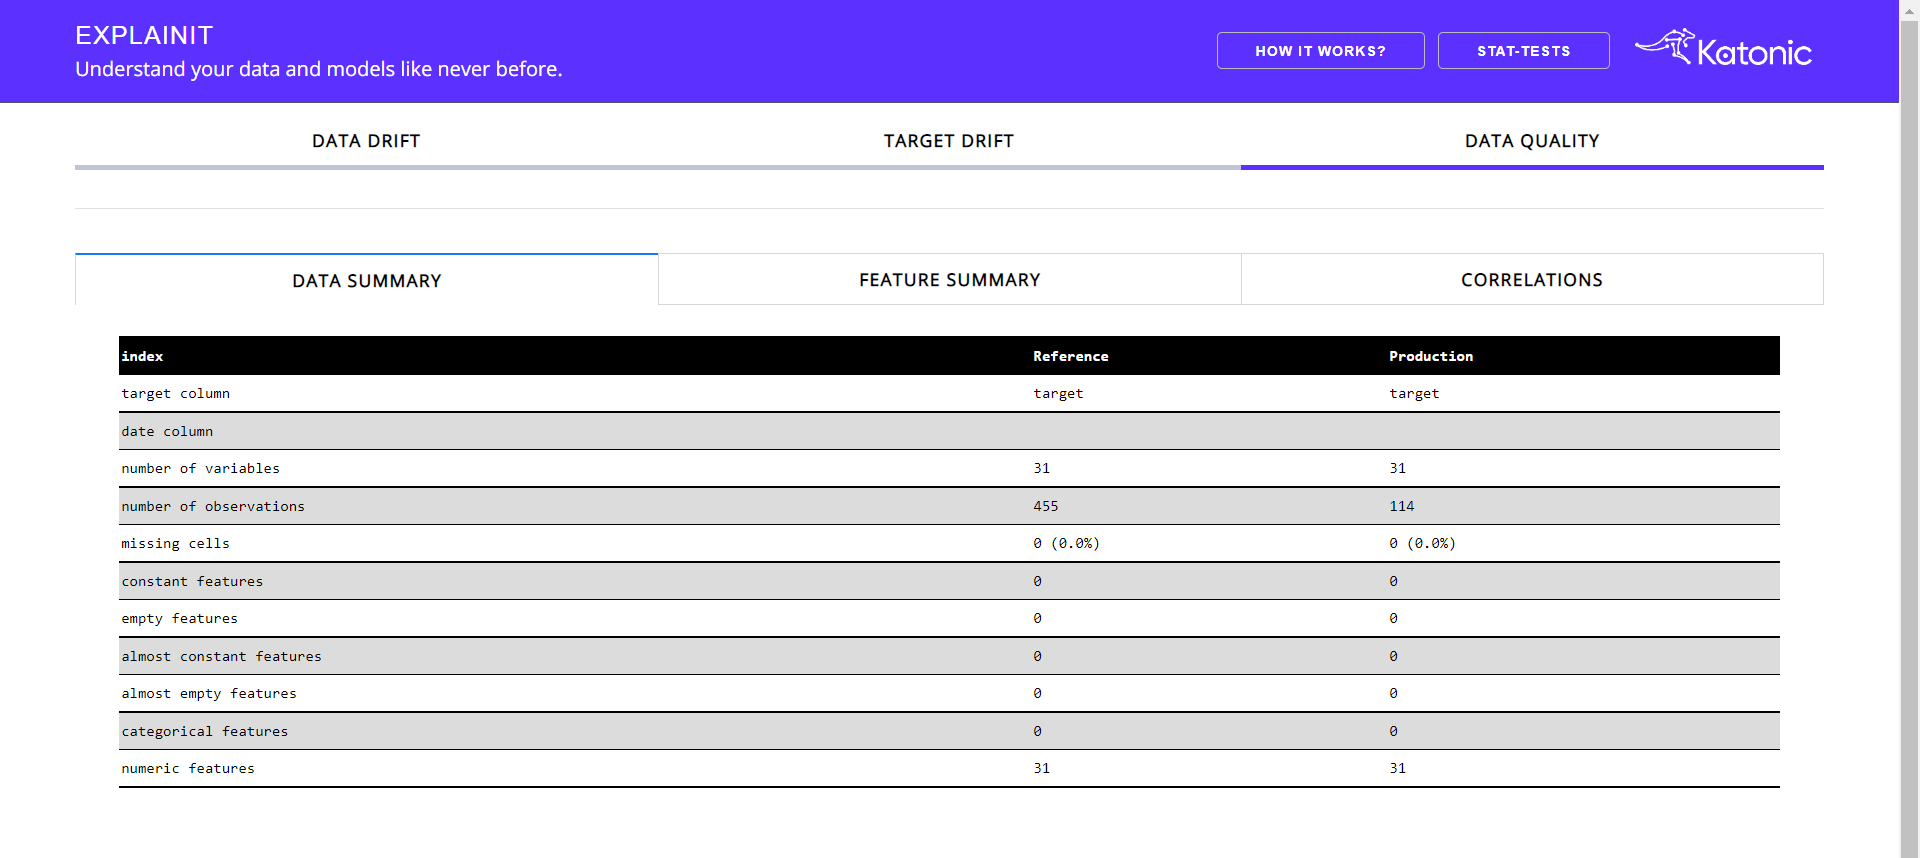 EXPLAINIT
Understand your data and models like never before.
HOW IT WORKS? STAT-TESTS Katonic
DATA DRIFT TARGET DRIFT DATA QUALITY
DATA SUMMARY FEATURE SUMMARY CORRELATIONS
index Reference Production
target column target target
date column
number of variables 31 31
number of observations 455 114
missing cells 0 (0.0%) 0 (0.0%)
constant features 0 0
empty features 0 0
almost constant features 0 0
almost empty features 0 0
categorical features 0 0
numeric features 31 31